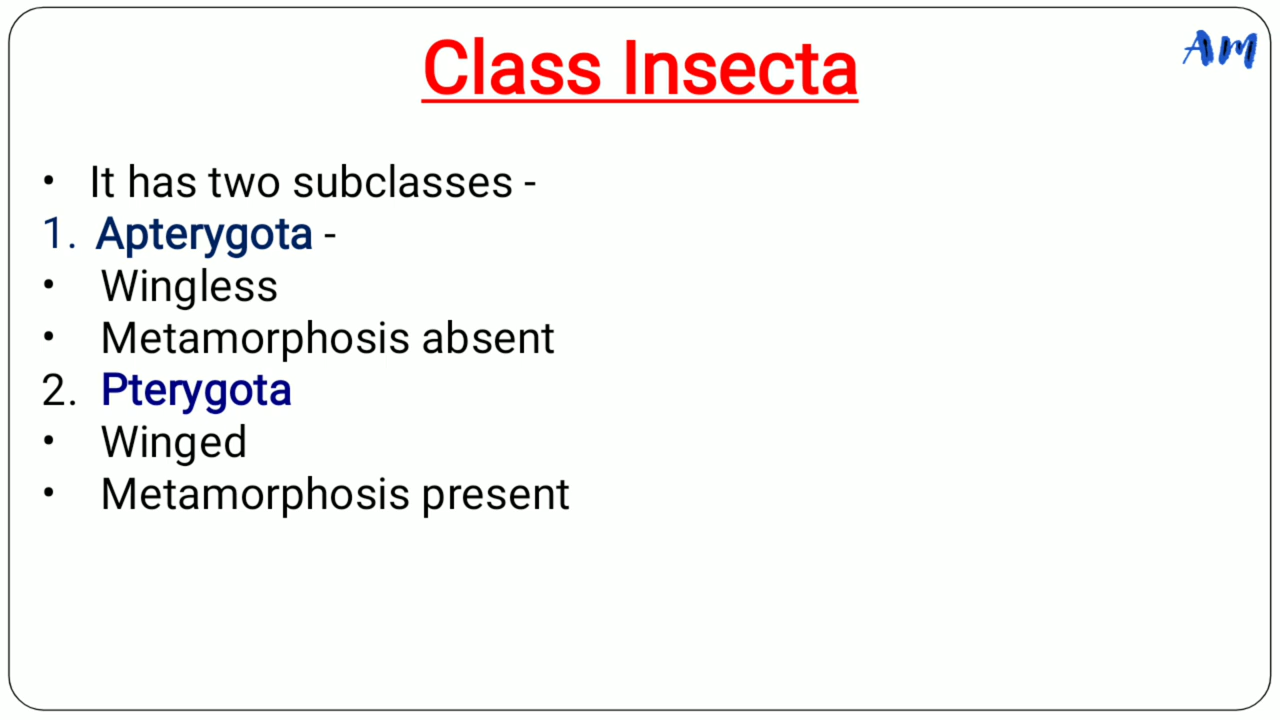 Class Insecta
AM
• It has two subclasses -
1. Apterygota -
• Wingless
• Metamorphosis absent
2. Pterygota
• Winged
• Metamorphosis present